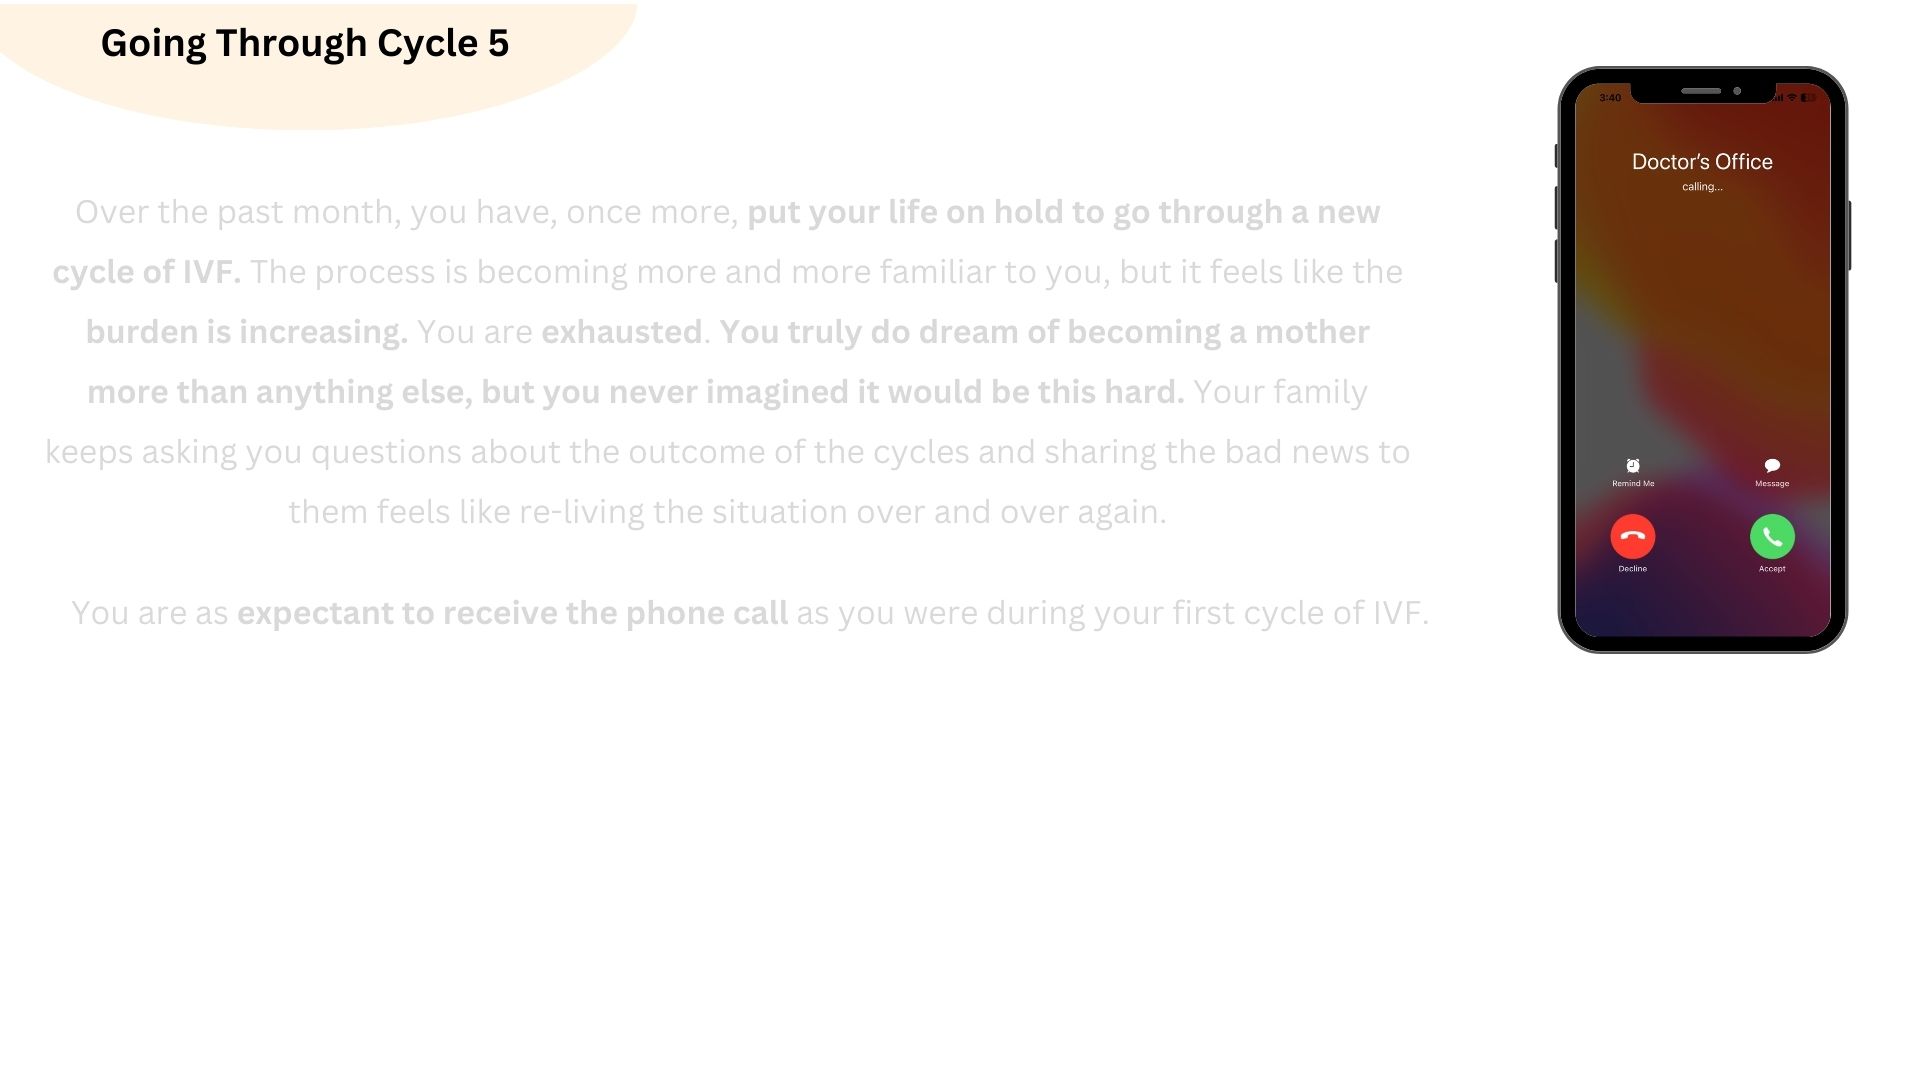 Going Through Cycle 5
3:40
Doctor's Office
calling...
Over the past month, you have, once more, put your life on hold to go through a new
cycle of IVF. The process is becoming more and more familiar to you, but it feels like the
burden is increasing. You are exhausted. You truly do dream of becoming a mother
more than anything else, but you never imagined it would be this hard. Your family
keeps asking you questions about the outcome of the cycles and sharing the bad news to
them feels like re-living the situation over and over again.
You are as expectant to receive the phone call as you were during your first cycle of IVF.
Remind Me
Message
Decline
Accept